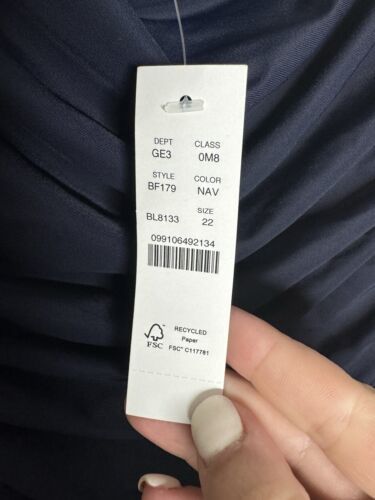 DEPT CLASS
GE3 0M8
STYLE COLOR
BF179 NAV
BL8133 SIZE 22
099106492134
RECYCLED
Paper
FSC® C117781
FSC